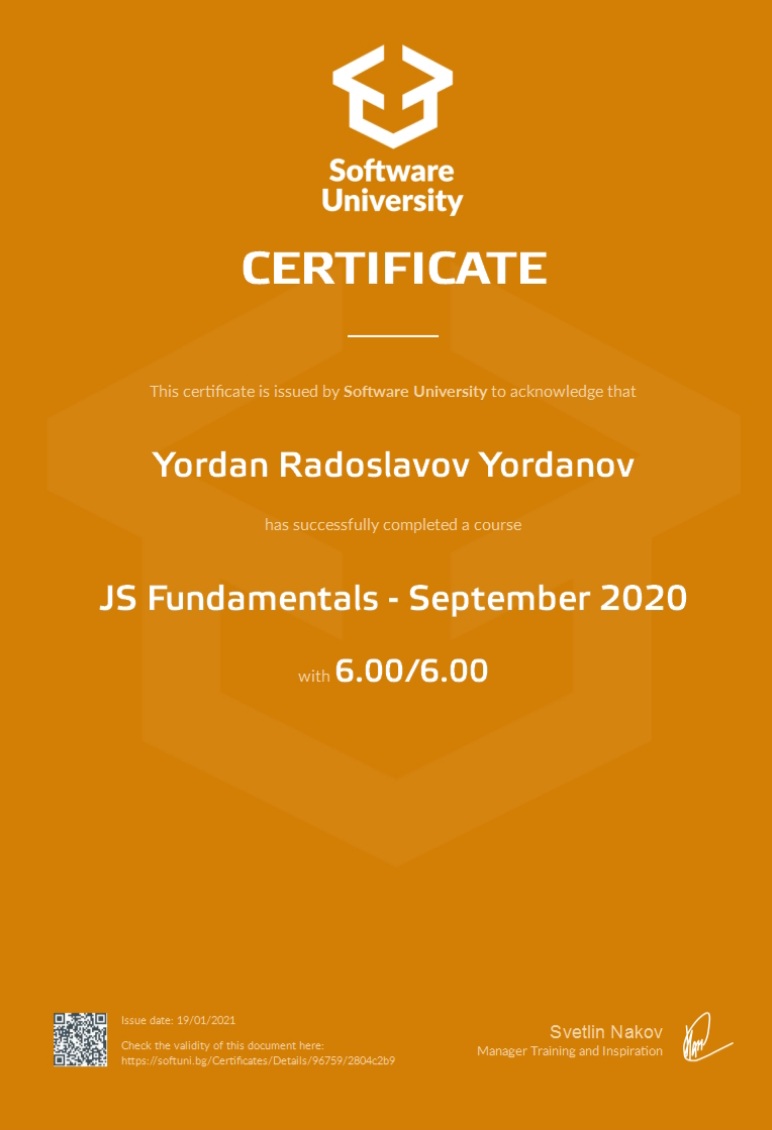 Software
University
CERTIFICATE
This certificate is issued by Software University to acknowledge that
Yordan Radoslavov Yordanov
has successfully completed a course
JS Fundamentals - September 2020
with 6.00/6.00
Issue date: 19/01/2021
Check the validity of this document here:
https://softuni.bg/Certificates/Details/96759/2804c2b9
Svetlin Nakov
Manager Training and Inspiration